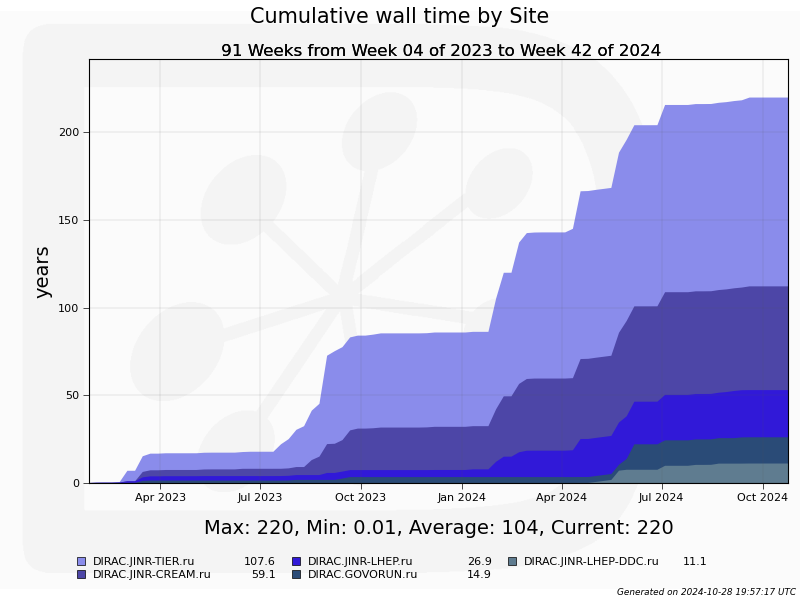 Cumulative wall time by Site
91 Weeks from Week 04 of 2023 to Week 42 of 2024
years
200
150
100
50
0
Apr 2023 Jul 2023 Oct 2023 Jan 2024 Apr 2024 Jul 2024 Oct 2024
Max: 220, Min: 0.01, Average: 104, Current: 220
DIRAC.JINR-TIER.ru 107.6 DIRAC.JINR-LHEP.ru 26.9 DIRAC.JINR-LHEP-DDC.ru 11.1
DIRAC.JINR-CREAM.ru 59.1 DIRAC.GOVORUN.ru 14.9
Generated on 2024-10-28 19:57:17 UTC